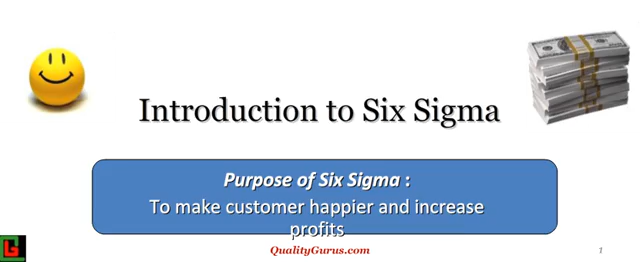 Introduction to Six Sigma
Purpose of Six Sigma :
To make customer happier and increase
profits
QualityGurus.com
1